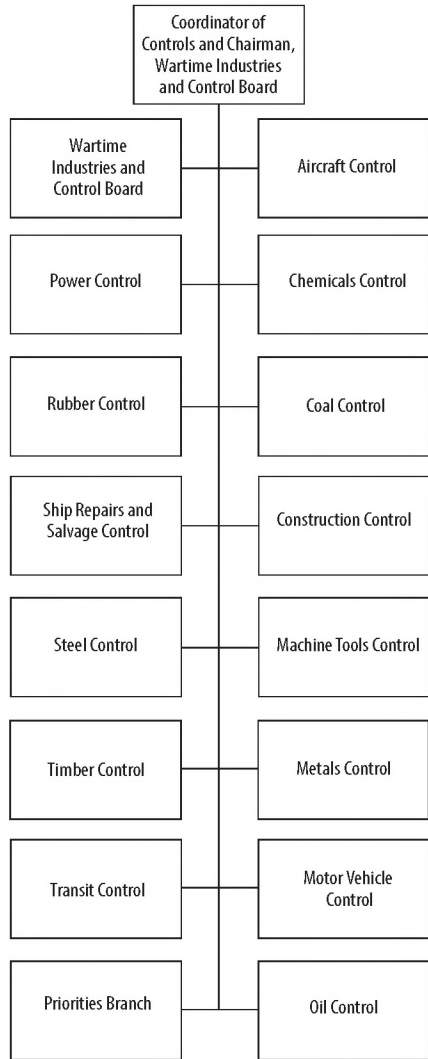 Coordinator of
Controls and Chairman,
Wartime Industries
and Control Board
Wartime
Industries and
Control Board
Aircraft Control
Power Control
Chemicals Control
Rubber Control
Coal Control
Ship Repairs and
Salvage Control
Construction Control
Steel Control
Machine Tools Control
Timber Control
Metals Control
Transit Control
Motor Vehicle
Control
Priorities Branch
Oil Control